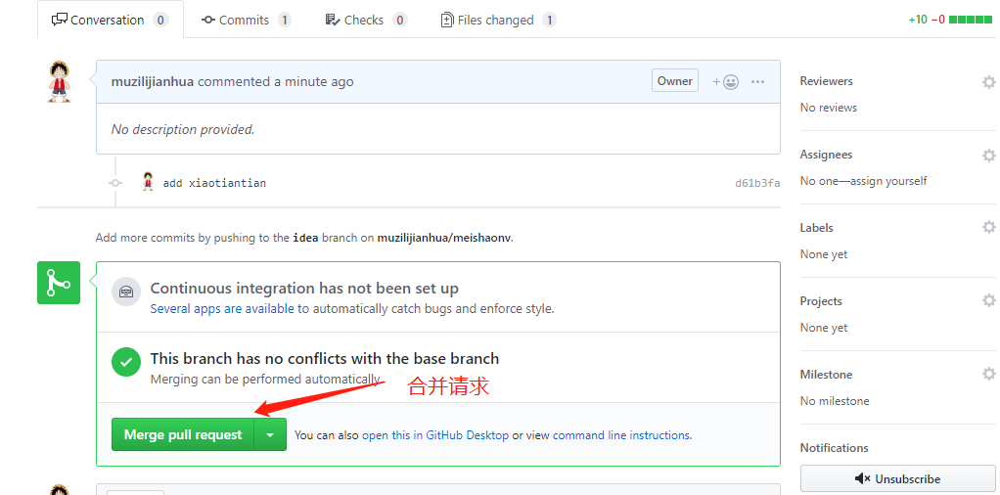 Conversation 0 Commits 1 Checks 0 Files changed 1 +10 −0
muzilijianhua commented a minute ago Owner
No description provided.
add xiaotiantian d61b3fa
Add more commits by pushing to the idea branch on muzilijianhua/meishaonv.
Continuous integration has not been set up
Several apps are available to automatically catch bugs and enforce style.
This branch has no conflicts with the base branch
Merging can be performed automatically.
合并请求
Merge pull request You can also open this in GitHub Desktop or view command line instructions.
Reviewers
No reviews
Assignees
No one—assign yourself
Labels
None yet
Projects
None yet
Milestone
No milestone
Notifications
Unsubscribe